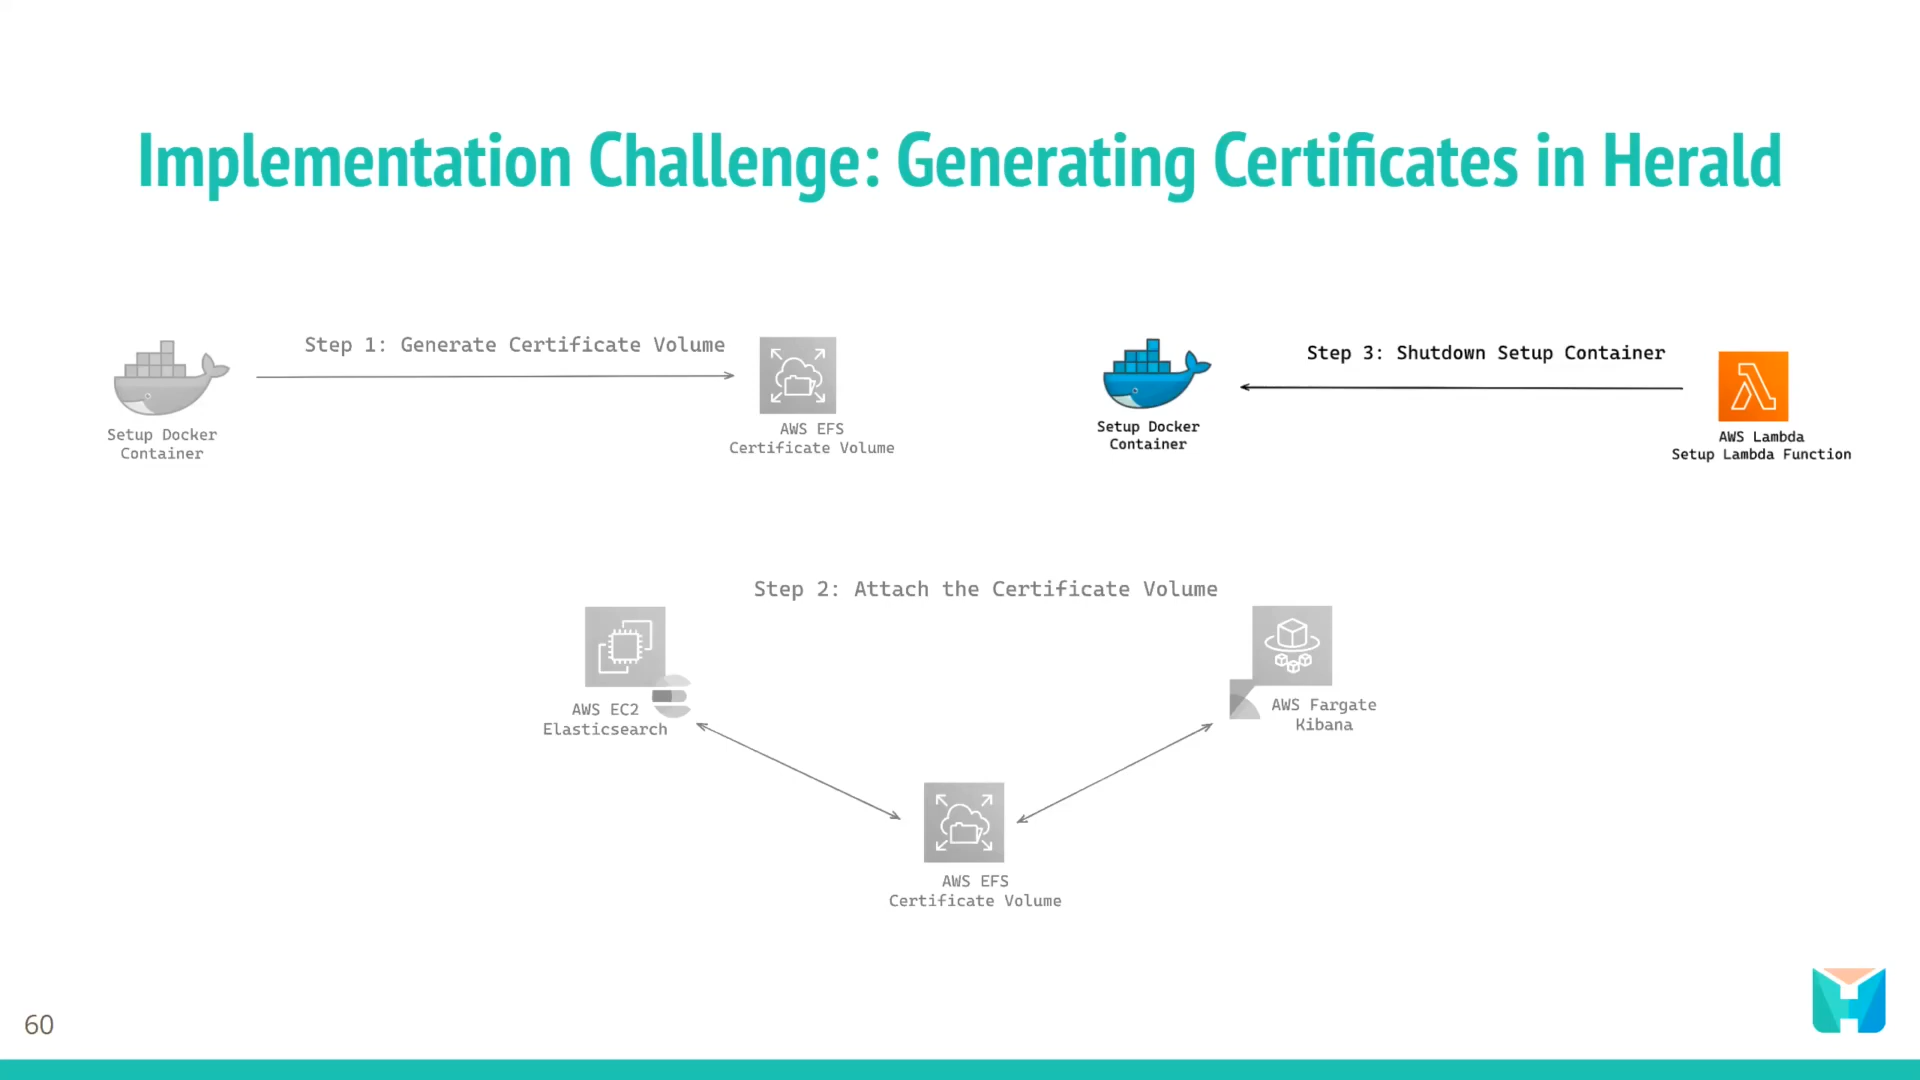 Implementation Challenge: Generating Certificates in Herald
Step 1: Generate Certificate Volume
Setup Docker
Container
AWS EFS
Certificate Volume
Step 3: Shutdown Setup Container
Setup Docker
Container
AWS Lambda
Setup Lambda Function
Step 2: Attach the Certificate Volume
AWS EC2
Elasticsearch
AWS Fargate
Kibana
AWS EFS
Certificate Volume
60